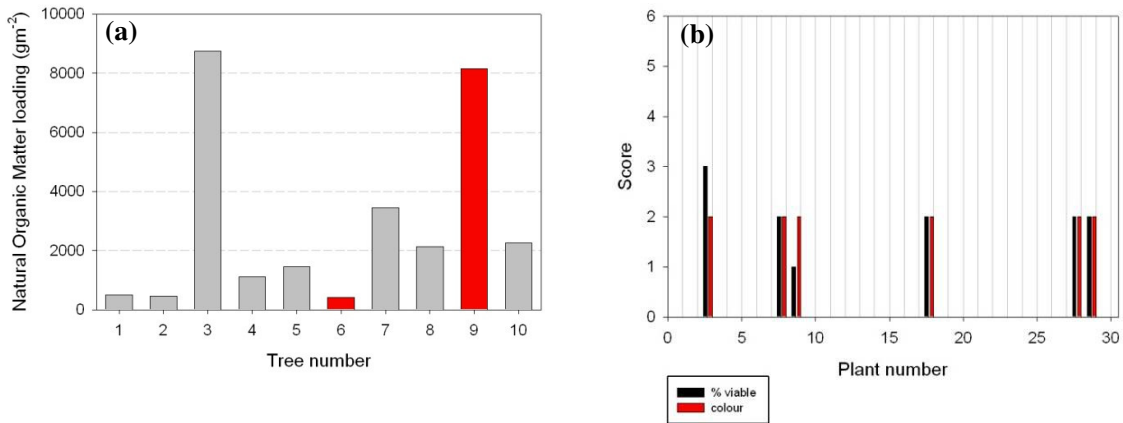 (a)
Natural Organic Matter loading (gm-2)
10000
8000
6000
4000
2000
0
1 2 3 4 5 6 7 8 9 10
Tree number
(b)
Score
6
5
4
3
2
1
0
0 5 10 15 20 25 30
Plant number
% viable
colour